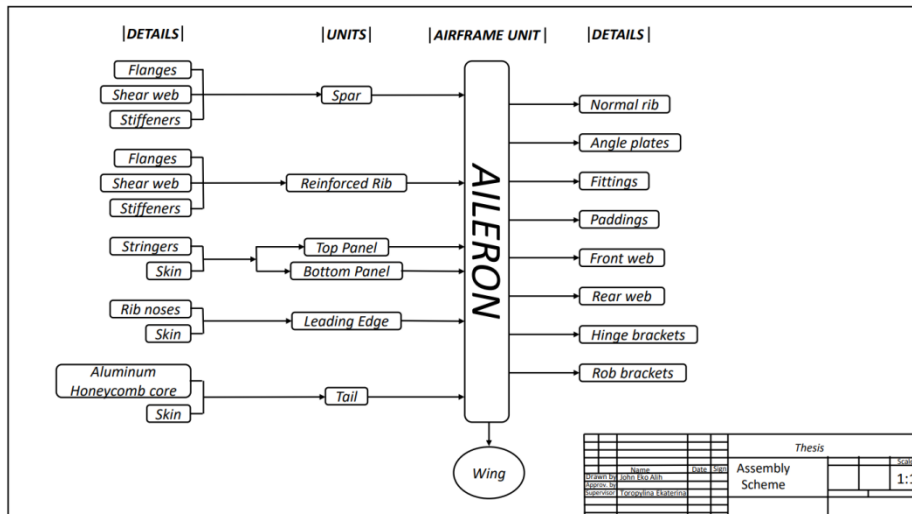 |DETAILS| |UNITS| |AIRFRAME UNIT| |DETAILS|
Flanges
Shear web
Stiffeners
Spar
Flanges
Shear web
Stiffeners
Reinforced Rib
Stringers
Skin
Top Panel
Bottom Panel
Rib noses
Skin
Leading Edge
Aluminum
Honeycomb core
Skin
Tail
AILERON
Wing
Normal rib
Angle plates
Fittings
Paddings
Front web
Rear web
Hinge brackets
Rob brackets
Thesis
Name Date Sign
Drawn by John Eko Alih
Approv. by
Supervisor Toropylina Ekaterina
Assembly
Scheme
Scale
1:1